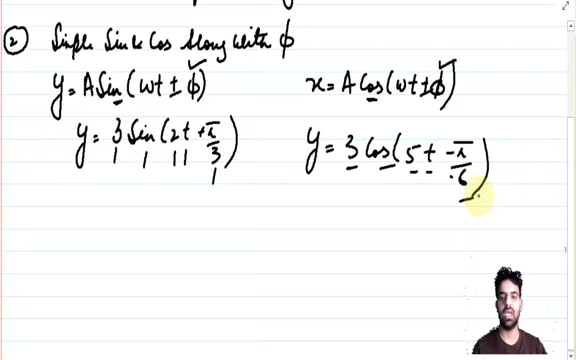 ② Simple Sin & Cos Along with ϕ
y = A Sin (ωt ± ϕ)
x = A Cos (ωt ± ϕ)
y = 3 Sin (2t + π/3)
y = 3 Cos (5t - π/6)